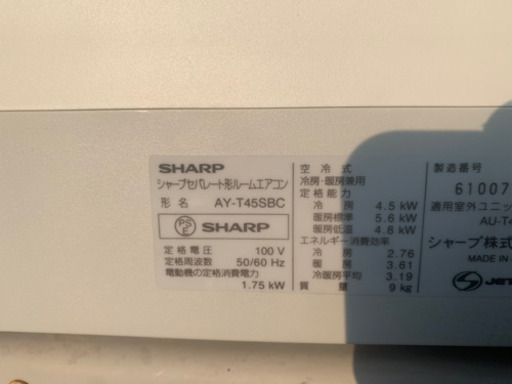 SHARP
シャープセパレート形ルームエアコン
形名 AY-T45SBC
PSE SHARP
定格電圧 100 V
定格周波数 50/60 Hz
電動機の定格消費電力
1.75 kW
空冷式
冷房・暖房兼用
定格能力
冷房 4.5 kW
暖房標準 5.6 kW
暖房低温 4.8 kW
エネルギー消費効率
冷房 2.76
暖房 3.61
冷暖房平均 3.19
質量 9 kg
製造番号
61007
適用室外ユニッ
AU-T4
シャープ株式
MADE IN
JET